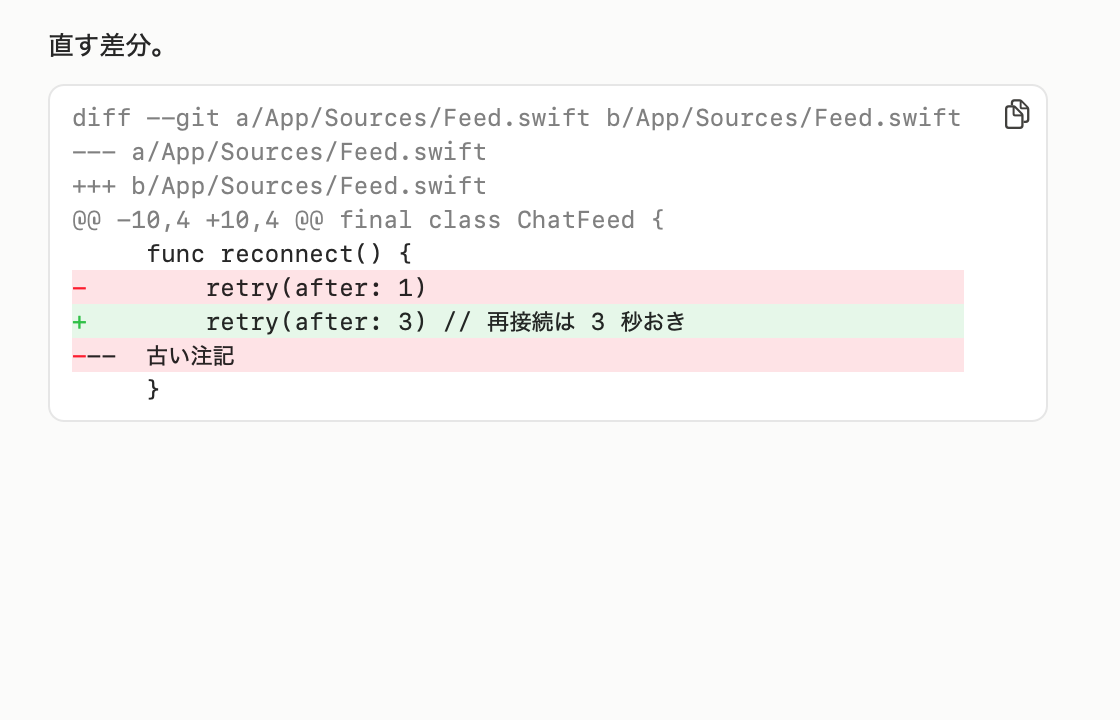 直す差分。
diff --git a/App/Sources/Feed.swift b/App/Sources/Feed.swift
--- a/App/Sources/Feed.swift
+++ b/App/Sources/Feed.swift
@@ -10,4 +10,4 @@ final class ChatFeed {
     func reconnect() {
-        retry(after: 1)
+        retry(after: 3) // 再接続は 3 秒おき
---  古い注記
     }